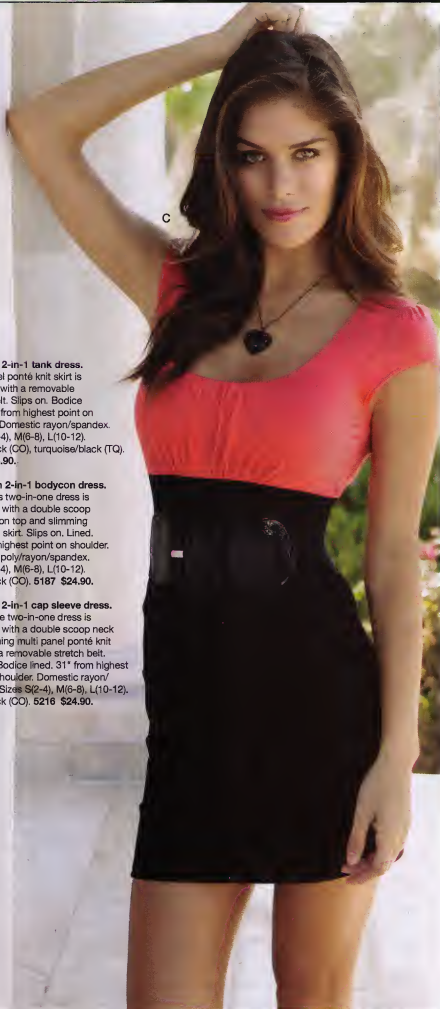 C
2-in-1 tank dress.
el ponté knit skirt is
with a removable
lt. Slips on. Bodice
from highest point on
Domestic rayon/spandex.
-4), M(6-8), L(10-12).
ck (CO), turquoise/black (TQ).
.90.
n 2-in-1 bodycon dress.
s two-in-one dress is
with a double scoop
on top and slimming
skirt. Slips on. Lined.
highest point on shoulder.
poly/rayon/spandex.
-4), M(6-8), L(10-12).
ck (CO). 5187 $24.90.
2-in-1 cap sleeve dress.
e two-in-one dress is
with a double scoop neck
ing multi panel ponté knit
a removable stretch belt.
Bodice lined. 31" from highest
houlder. Domestic rayon/
Sizes S(2-4), M(6-8), L(10-12).
ck (CO). 5216 $24.90.